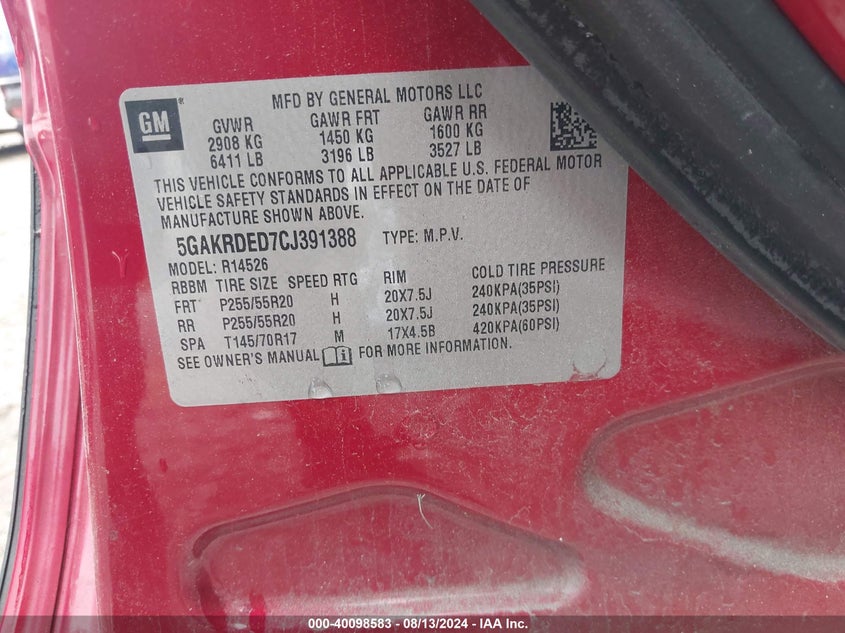 MFD BY GENERAL MOTORS LLC
GM®
GVWR GAWR FRT GAWR RR
2908 KG 1450 KG 1600 KG
6411 LB 3196 LB 3527 LB
THIS VEHICLE CONFORMS TO ALL APPLICABLE U.S. FEDERAL MOTOR
VEHICLE SAFETY STANDARDS IN EFFECT ON THE DATE OF
MANUFACTURE SHOWN ABOVE.
5GAKRDED7CJ391388 TYPE: M.P.V.
MODEL: R14526
RBBM TIRE SIZE SPEED RTG RIM COLD TIRE PRESSURE
FRT P255/55R20 H 20X7.5J 240KPA(35PSI)
RR P255/55R20 H 20X7.5J 240KPA(35PSI)
SPA T145/70R17 M 17X4.5B 420KPA(60PSI)
SEE OWNER'S MANUAL FOR MORE INFORMATION.
000-40098583 - 08/13/2024 - IAA Inc.